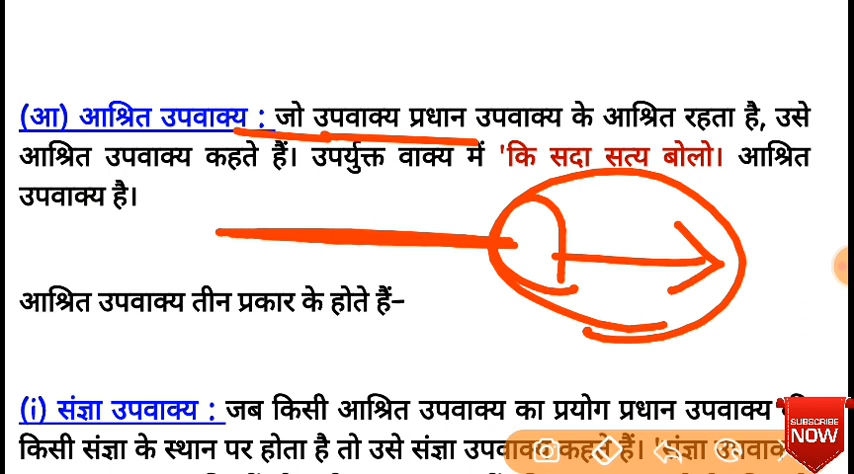 (आ) आश्रित उपवाक्य : जो उपवाक्य प्रधान उपवाक्य के आश्रित रहता है, उसे
आश्रित उपवाक्य कहते हैं। उपर्युक्त वाक्य में 'कि सदा सत्य बोलो। आश्रित
उपवाक्य है।
आश्रित उपवाक्य तीन प्रकार के होते हैं-
(i) संज्ञा उपवाक्य : जब किसी आश्रित उपवाक्य का प्रयोग प्रधान उपवाक्य
किसी संज्ञा के स्थान पर होता है तो उसे संज्ञा उपवाक्य कहते हैं। 'संज्ञा उपवाक्य
SUBSCRIBE
NOW